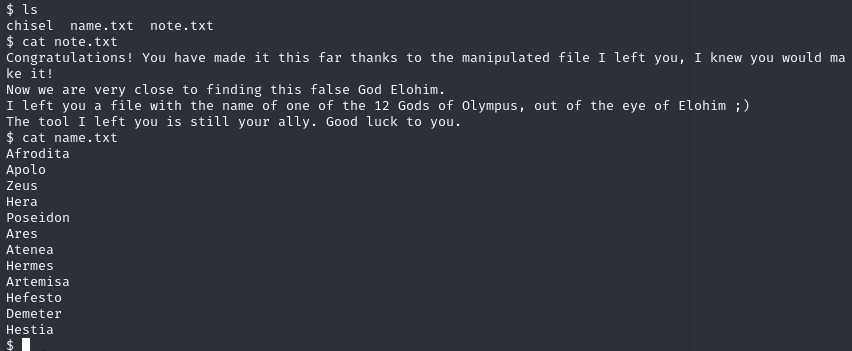 $ ls
chisel  name.txt  note.txt
$ cat note.txt
Congratulations! You have made it this far thanks to the manipulated file I left you, I knew you would ma
ke it!
Now we are very close to finding this false God Elohim.
I left you a file with the name of one of the 12 Gods of Olympus, out of the eye of Elohim ;)
The tool I left you is still your ally. Good luck to you.
$ cat name.txt
Afrodita
Apolo
Zeus
Hera
Poseidon
Ares
Atenea
Hermes
Artemisa
Hefesto
Demeter
Hestia
$